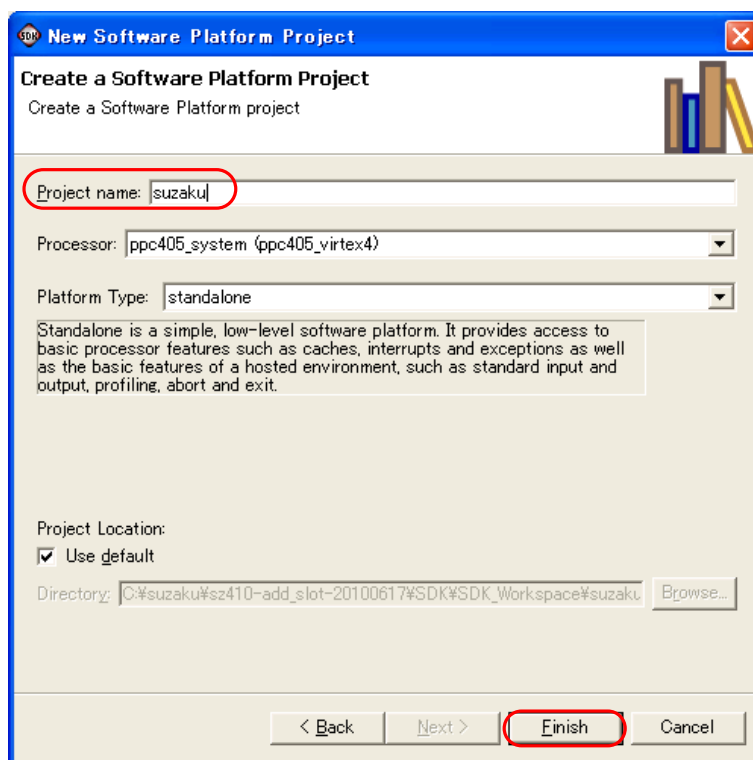 SDK New Software Platform Project
Create a Software Platform Project
Create a Software Platform project
Project name: suzaku
Processor: ppc405_system (ppc405_virtex4)
Platform Type: standalone
Standalone is a simple, low-level software platform. It provides access to
basic processor features such as caches, interrupts and exceptions as well
as the basic features of a hosted environment, such as standard input and
output, profiling, abort and exit.
Project Location:
Use default
Directory: C:¥suzaku¥sz410-add_slot-20100617¥SDK¥SDK_Workspace¥suzaku Browse...
< Back Next > Finish Cancel